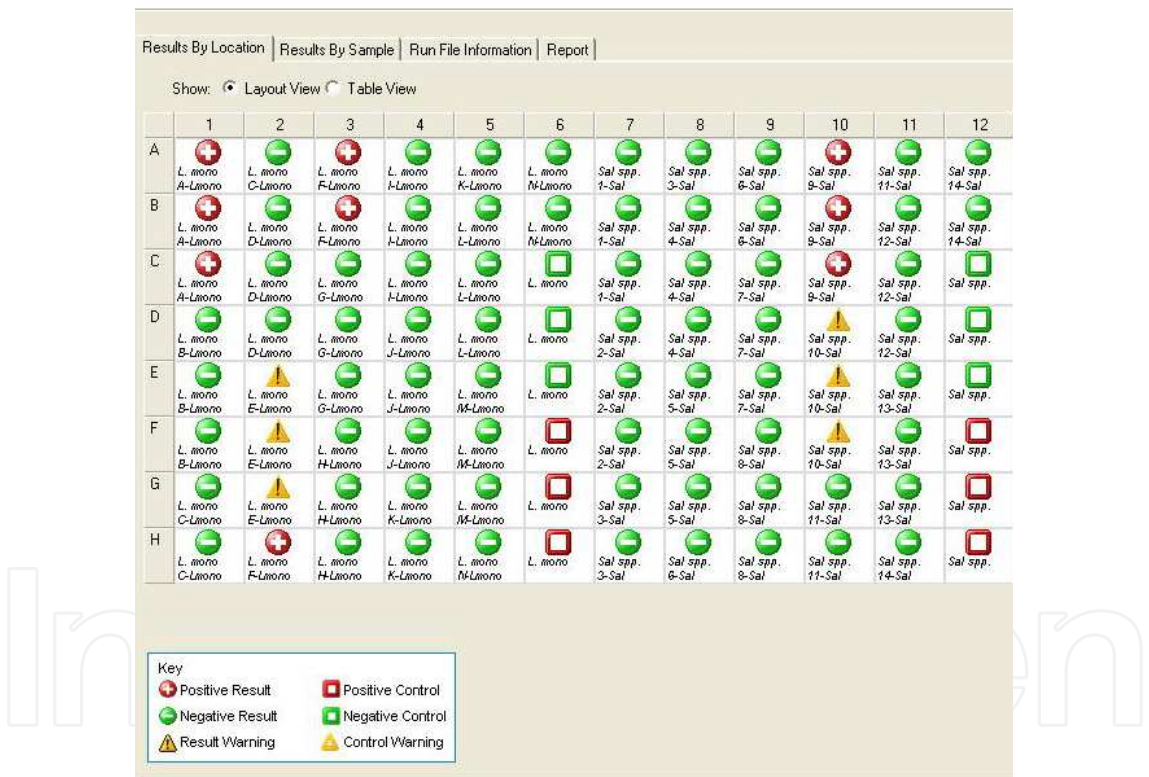 Results By Location Results By Sample Run File Information Report
Show: Layout View Table View
1 2 3 4 5 6 7 8 9 10 11 12
A
L. mono L. mono L. mono L. mono L. mono L. mono Sal spp. Sal spp. Sal spp. Sal spp. Sal spp. Sal spp.
A-Lmono C-Lmono F-Lmono I-Lmono K-Lmono N-Lmono 1-Sal 3-Sal 6-Sal 9-Sal 11-Sal 14-Sal
B
L. mono L. mono L. mono L. mono L. mono L. mono Sal spp. Sal spp. Sal spp. Sal spp. Sal spp. Sal spp.
A-Lmono D-Lmono F-Lmono I-Lmono L-Lmono N-Lmono 1-Sal 4-Sal 6-Sal 9-Sal 12-Sal 14-Sal
C
L. mono L. mono L. mono L. mono L. mono L. mono Sal spp. Sal spp. Sal spp. Sal spp. Sal spp. Sal spp.
A-Lmono D-Lmono G-Lmono I-Lmono L-Lmono 1-Sal 4-Sal 7-Sal 9-Sal 12-Sal
D
L. mono L. mono L. mono L. mono L. mono L. mono Sal spp. Sal spp. Sal spp. Sal spp. Sal spp. Sal spp.
B-Lmono D-Lmono G-Lmono J-Lmono L-Lmono 2-Sal 4-Sal 7-Sal 10-Sal 12-Sal
E
L. mono L. mono L. mono L. mono L. mono L. mono Sal spp. Sal spp. Sal spp. Sal spp. Sal spp. Sal spp.
B-Lmono E-Lmono G-Lmono J-Lmono M-Lmono 2-Sal 5-Sal 7-Sal 10-Sal 13-Sal
F
L. mono L. mono L. mono L. mono L. mono L. mono Sal spp. Sal spp. Sal spp. Sal spp. Sal spp. Sal spp.
B-Lmono E-Lmono H-Lmono J-Lmono M-Lmono 2-Sal 5-Sal 8-Sal 10-Sal 13-Sal
G
L. mono L. mono L. mono L. mono L. mono L. mono Sal spp. Sal spp. Sal spp. Sal spp. Sal spp. Sal spp.
C-Lmono E-Lmono H-Lmono K-Lmono M-Lmono 3-Sal 5-Sal 8-Sal 11-Sal 13-Sal
H
L. mono L. mono L. mono L. mono L. mono L. mono Sal spp. Sal spp. Sal spp. Sal spp. Sal spp. Sal spp.
C-Lmono F-Lmono H-Lmono K-Lmono N-Lmono 3-Sal 6-Sal 8-Sal 11-Sal 14-Sal
Key
Positive Result Positive Control
Negative Result Negative Control
Result Warning Control Warning